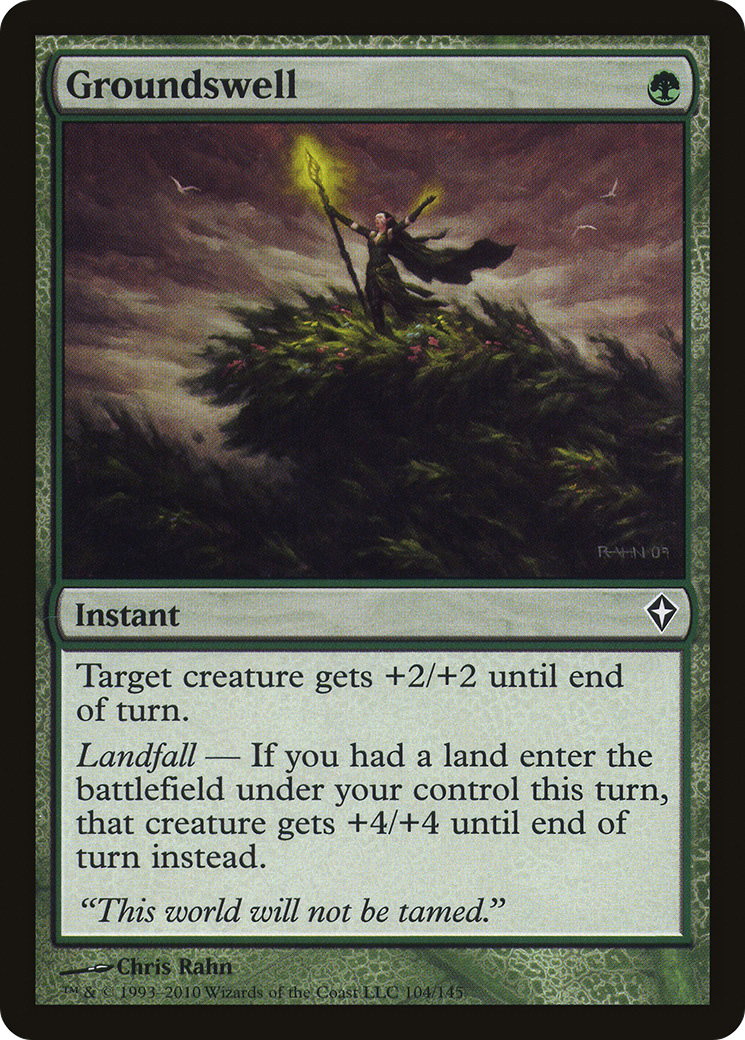 Groundswell
RAHN 09
Instant
Target creature gets +2/+2 until end
of turn.
Landfall — If you had a land enter the
battlefield under your control this turn,
that creature gets +4/+4 until end of
turn instead.
“This world will not be tamed.”
Chris Rahn
™ & © 1993–2010 Wizards of the Coast LLC 104/145